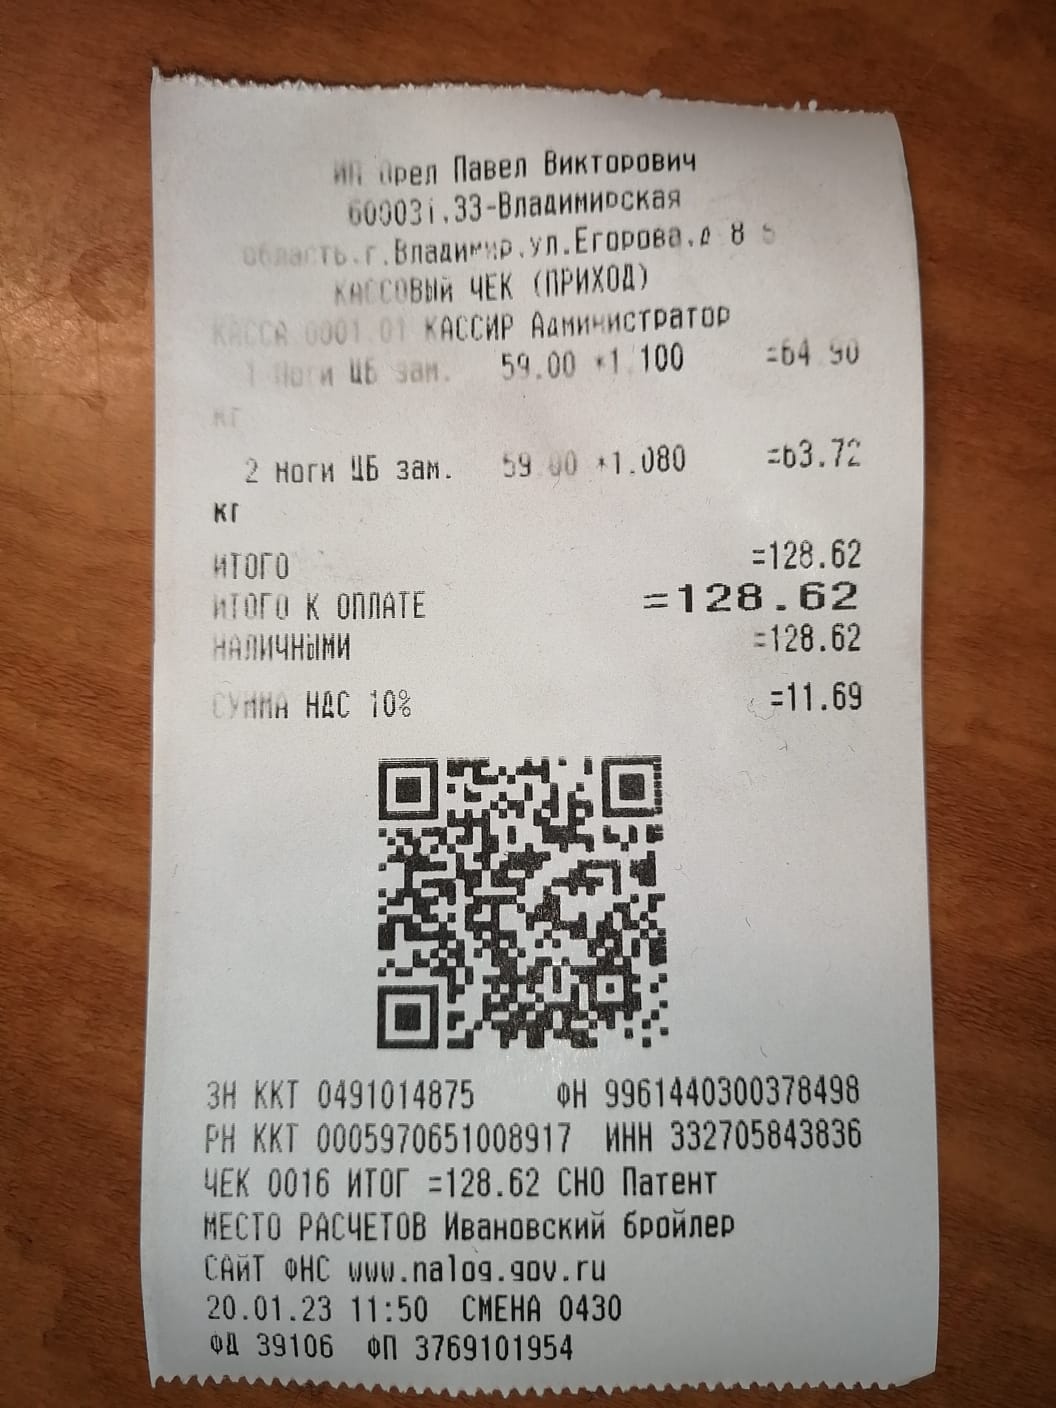 ИП Орел Павел Викторович
600031.33-Владимирская
область.г.Владимир.ул.Егорова.д 8 Б
КАССОВЫЙ ЧЕК (ПРИХОД)
КАССА 0001.01 КАССИР Администратор
1 Ноги ЦБ зам. 59.00 *1.100 =64.90
кг
2 Ноги ЦБ зам. 59.00 *1.080 =63.72
кг
ИТОГО =128.62
ИТОГО К ОПЛАТЕ =128.62
НАЛИЧНЫМИ =128.62
СУММА НДС 10% =11.69
ЗН ККТ 0491014875 ФН 9961440300378498
РН ККТ 0005970651008917 ИНН 332705843836
ЧЕК 0016 ИТОГ =128.62 СНО Патент
МЕСТО РАСЧЕТОВ Ивановский бройлер
САЙТ ФНС www.nalog.gov.ru
20.01.23 11:50 СМЕНА 0430
ФД 39106 ФП 3769101954